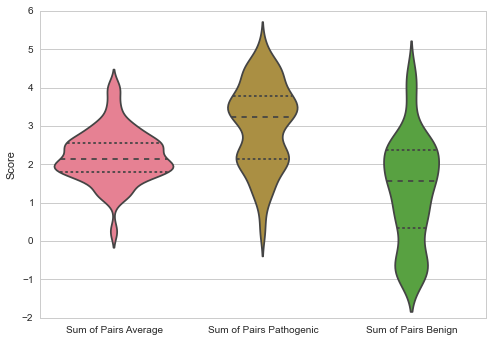 6
5
4
3
2
1
0
−1
−2
Score
Sum of Pairs Average
Sum of Pairs Pathogenic
Sum of Pairs Benign